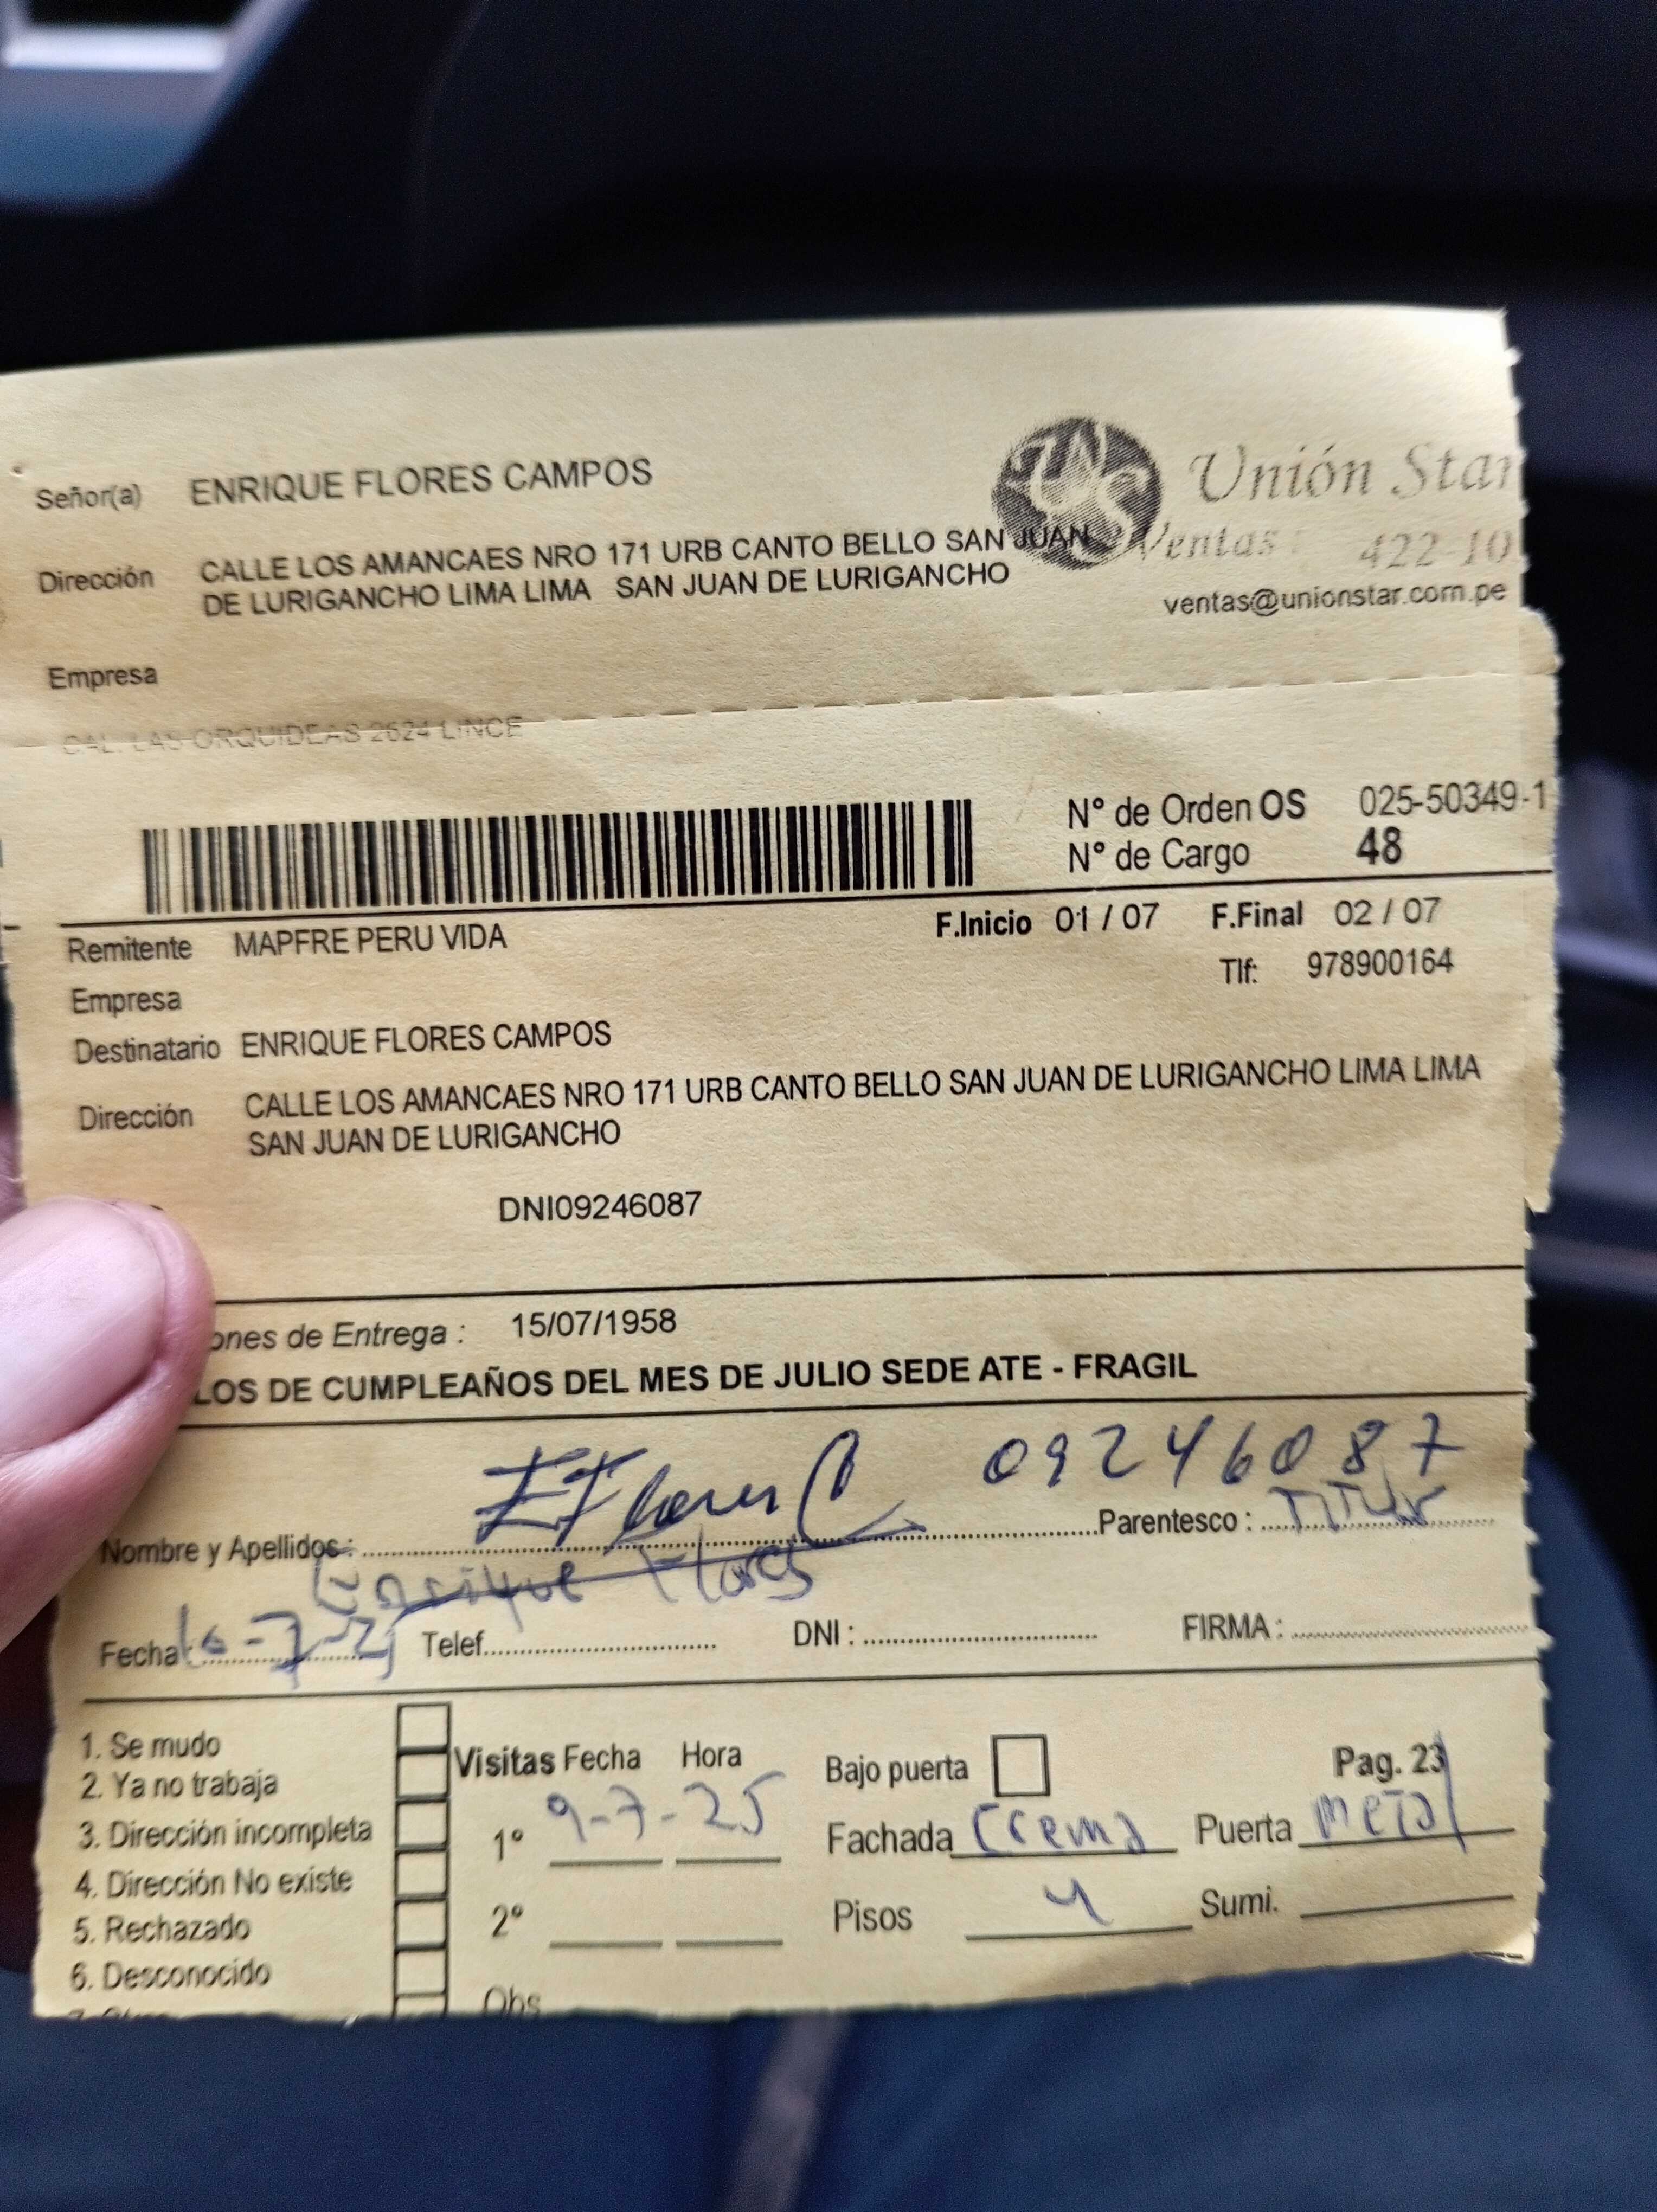 Señor(a) ENRIQUE FLORES CAMPOS
Unión Star
Dirección CALLE LOS AMANCAES NRO 171 URB CANTO BELLO SAN JUAN
DE LURIGANCHO LIMA LIMA SAN JUAN DE LURIGANCHO
Ventas 422-10
ventas@unionstar.com.pe
Empresa
CAL. LAS ORQUIDEAS 2624 LINCE
N° de Orden OS 025-50349-1
N° de Cargo 48
Remitente MAPFRE PERU VIDA F.Inicio 01 / 07 F.Final 02 / 07
Tlf: 978900164
Empresa
Destinatario ENRIQUE FLORES CAMPOS
Dirección CALLE LOS AMANCAES NRO 171 URB CANTO BELLO SAN JUAN DE LURIGANCHO LIMA LIMA
SAN JUAN DE LURIGANCHO
DNI09246087
ones de Entrega : 15/07/1958
LOS DE CUMPLEAÑOS DEL MES DE JULIO SEDE ATE - FRAGIL
E Flores C 09246087
Nombre y Apellidos : Parentesco :
Enrique Flores
Fecha: Telef. DNI : FIRMA :
1. Se mudo
2. Ya no trabaja
3. Dirección incompleta
4. Dirección No existe
5. Rechazado
6. Desconocido
Visitas Fecha Hora
1° 9-7-25
2°
Obs
Bajo puerta Pag. 23
Fachada Crema Puerta Metal
Pisos 4 Sumi.